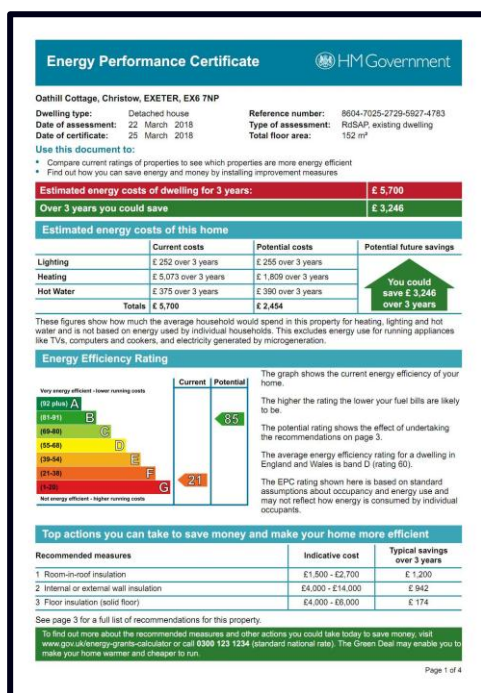 Energy Performance Certificate
HM Government
Oathill Cottage, Christow, EXETER, EX6 7NP
Dwelling type: Detached house
Reference number: 8604-7025-2729-5927-4783
Date of assessment: 22 March 2018
Type of assessment: RdSAP, existing dwelling
Date of certificate: 25 March 2018
Total floor area: 152 m²
Use this document to:
• Compare current ratings of properties to see which properties are more energy efficient
• Find out how you can save energy and money by installing improvement measures
Estimated energy costs of dwelling for 3 years: £ 5,700
Over 3 years you could save £ 3,246
Estimated energy costs of this home
Current costs Potential costs Potential future savings
Lighting £ 252 over 3 years £ 255 over 3 years
Heating £ 5,073 over 3 years £ 1,809 over 3 years
Hot Water £ 375 over 3 years £ 390 over 3 years
Totals £ 5,700 £ 2,454
You could
save £ 3,246
over 3 years
These figures show how much the average household would spend in this property for heating, lighting and hot
water and is not based on energy used by individual households. This excludes energy use for running appliances
like TVs, computers and cookers, and electricity generated by microgeneration.
Energy Efficiency Rating
Current Potential
Very energy efficient - lower running costs
(92 plus) A
(81-91) B
(69-80) C
(55-68) D
(39-54) E
(21-38) F
(1-20) G
Not energy efficient - higher running costs
21
85
The graph shows the current energy efficiency of your
home.
The higher the rating the lower your fuel bills are likely
to be.
The potential rating shows the effect of undertaking
the recommendations on page 3.
The average energy efficiency rating for a dwelling in
England and Wales is band D (rating 60).
The EPC rating shown here is based on standard
assumptions about occupancy and energy use and
may not reflect how energy is consumed by individual
occupants.
Top actions you can take to save money and make your home more efficient
Recommended measures Indicative cost Typical savings
over 3 years
1 Room-in-roof insulation £1,500 - £2,700 £ 1,200
2 Internal or external wall insulation £4,000 - £14,000 £ 942
3 Floor insulation (solid floor) £4,000 - £6,000 £ 174
See page 3 for a full list of recommendations for this property.
To find out more about the recommended measures and other actions you could take today to save money, visit
www.gov.uk/energy-grants-calculator or call 0300 123 1234 (standard national rate). The Green Deal may enable you to
make your home warmer and cheaper to run.
Page 1 of 4